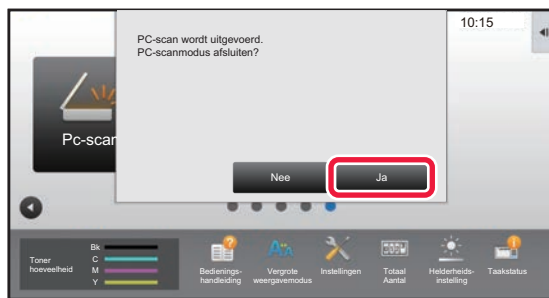 10:15
PC-scan wordt uitgevoerd.
PC-scanmodus afsluiten?
Pc-scan
Nee
Ja
Toner
hoeveelheid
Bk
C
M
Y
Bedienings-
handleiding
Vergrote
weergavemodus
Instellingen
Totaal
Aantal
Helderheids-
instelling
Taakstatus